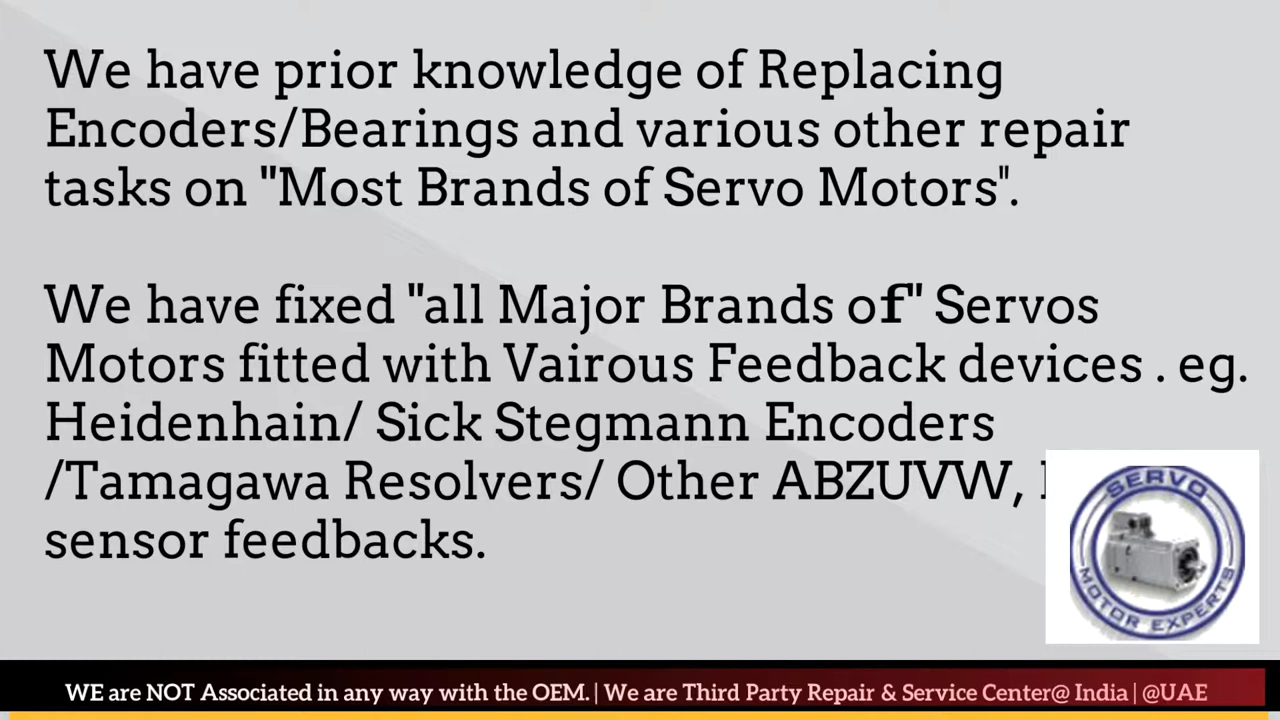 We have prior knowledge of Replacing
Encoders/Bearings and various other repair
tasks on "Most Brands of Servo Motors".
We have fixed "all Major Brands of" Servos
Motors fitted with Vairous Feedback devices . eg.
Heidenhain/ Sick Stegmann Encoders
/Tamagawa Resolvers/ Other ABZUVW,
sensor feedbacks.
SERVO
MOTOR EXPERTS
WE are NOT Associated in any way with the OEM. | We are Third Party Repair & Service Center@ India | @UAE